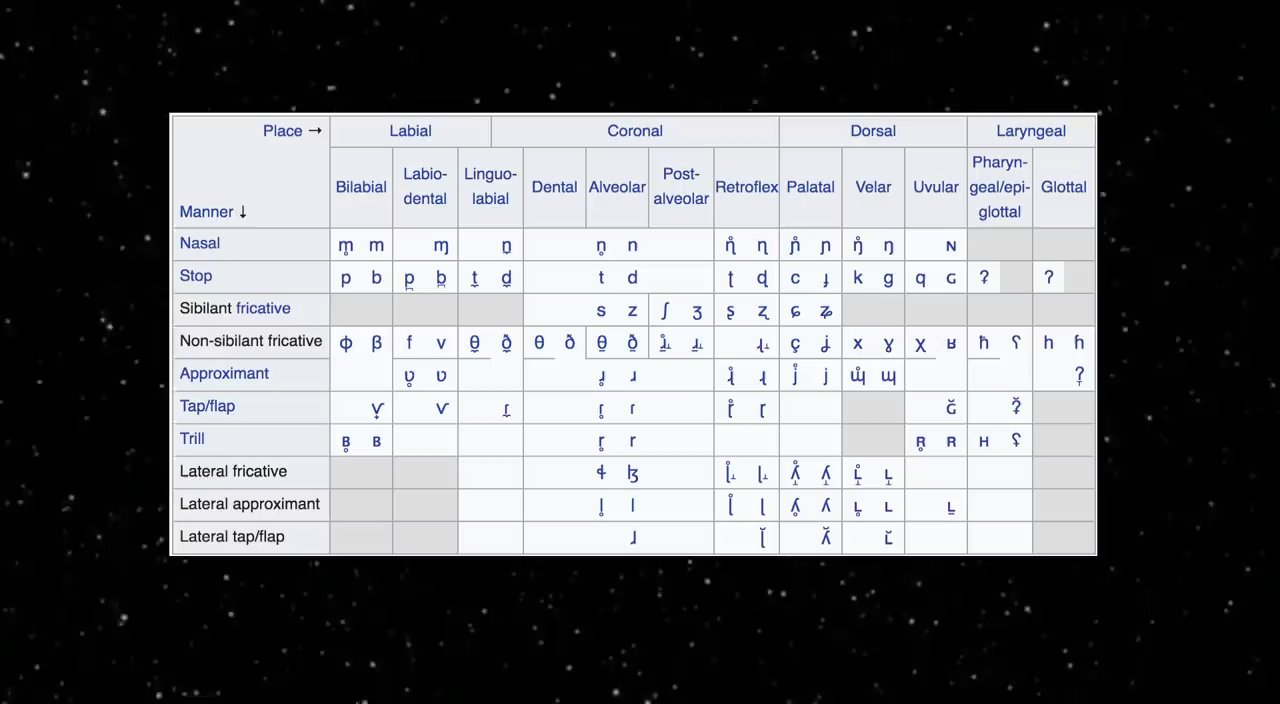 Place → Labial Coronal Dorsal Laryngeal
Manner ↓ Bilabial Labio-dental Linguo-labial Dental Alveolar Post-alveolar Retroflex Palatal Velar Uvular Pharyn-geal/epi-glottal Glottal
Nasal m̥ m ɱ n̼ n̥ n ɳ̊ ɳ ɲ̊ ɲ ŋ̊ ŋ ɴ
Stop p b p̪ b̪ t̼ d̼ t d ʈ ɖ c ɟ k ɡ q ɢ ʡ ʔ
Sibilant fricative s z ʃ ʒ ʂ ʐ ɕ ʑ
Non-sibilant fricative ɸ β f v θ̼ ð̼ θ ð θ̠ ð̠ ɹ̠̊˔ ɹ̠˔ ɻ˔ ç ʝ x ɣ χ ʁ ħ ʕ h ɦ
Approximant ʋ̥ ʋ ɹ̥ ɹ ɻ̊ ɻ j̊ j ɰ̊ ɰ ʔ̞
Tap/flap ⱱ̟ ⱱ ɾ̼ ɾ̥ ɾ ɽ̊ ɽ ɢ̆ ʡ̆
Trill ʙ̥ ʙ r̥ r ʀ̥ ʀ ʜ ʢ
Lateral fricative ɬ ɮ ɭ̊˔ ɭ˔ ʎ̝̊ ʎ̝ ʟ̝̊ ʟ̝
Lateral approximant l̥ l ɭ̊ ɭ ʎ̥ ʎ ʟ̥ ʟ ʟ̠
Lateral tap/flap ɺ ɭ̆ ʎ̆ ʟ̆